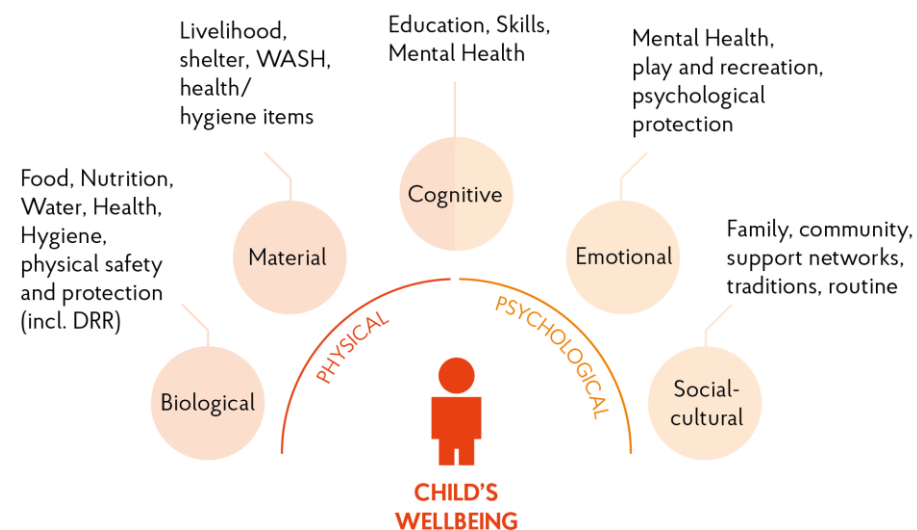 Food, Nutrition,
Water, Health,
Hygiene,
physical safety
and protection
(incl. DRR)
Biological
Livelihood,
shelter, WASH,
health/
hygiene items
Material
Education, Skills,
Mental Health
Cognitive
Mental Health,
play and recreation,
psychological
protection
Emotional
Family, community,
support networks,
traditions, routine
Social-
cultural
PHYSICAL
PSYCHOLOGICAL
CHILD'S
WELLBEING